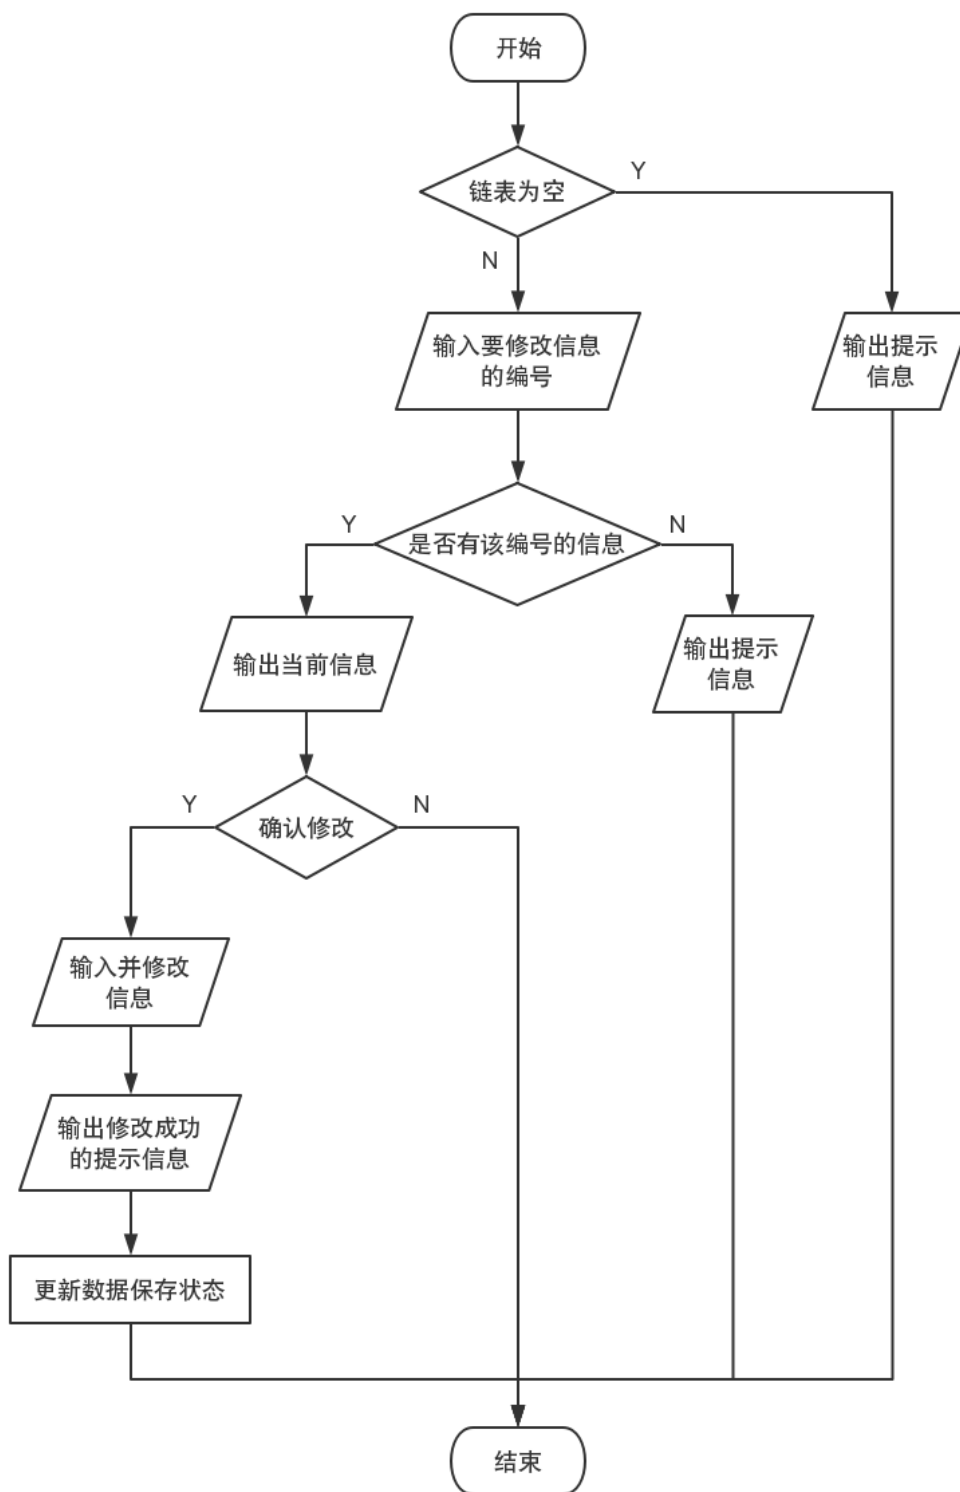 开始
链表为空
Y
N
输入要修改信息
的编号
输出提示
信息
Y
是否有该编号的信息
N
输出当前信息
输出提示
信息
Y
确认修改
N
输入并修改
信息
输出修改成功
的提示信息
更新数据保存状态
结束